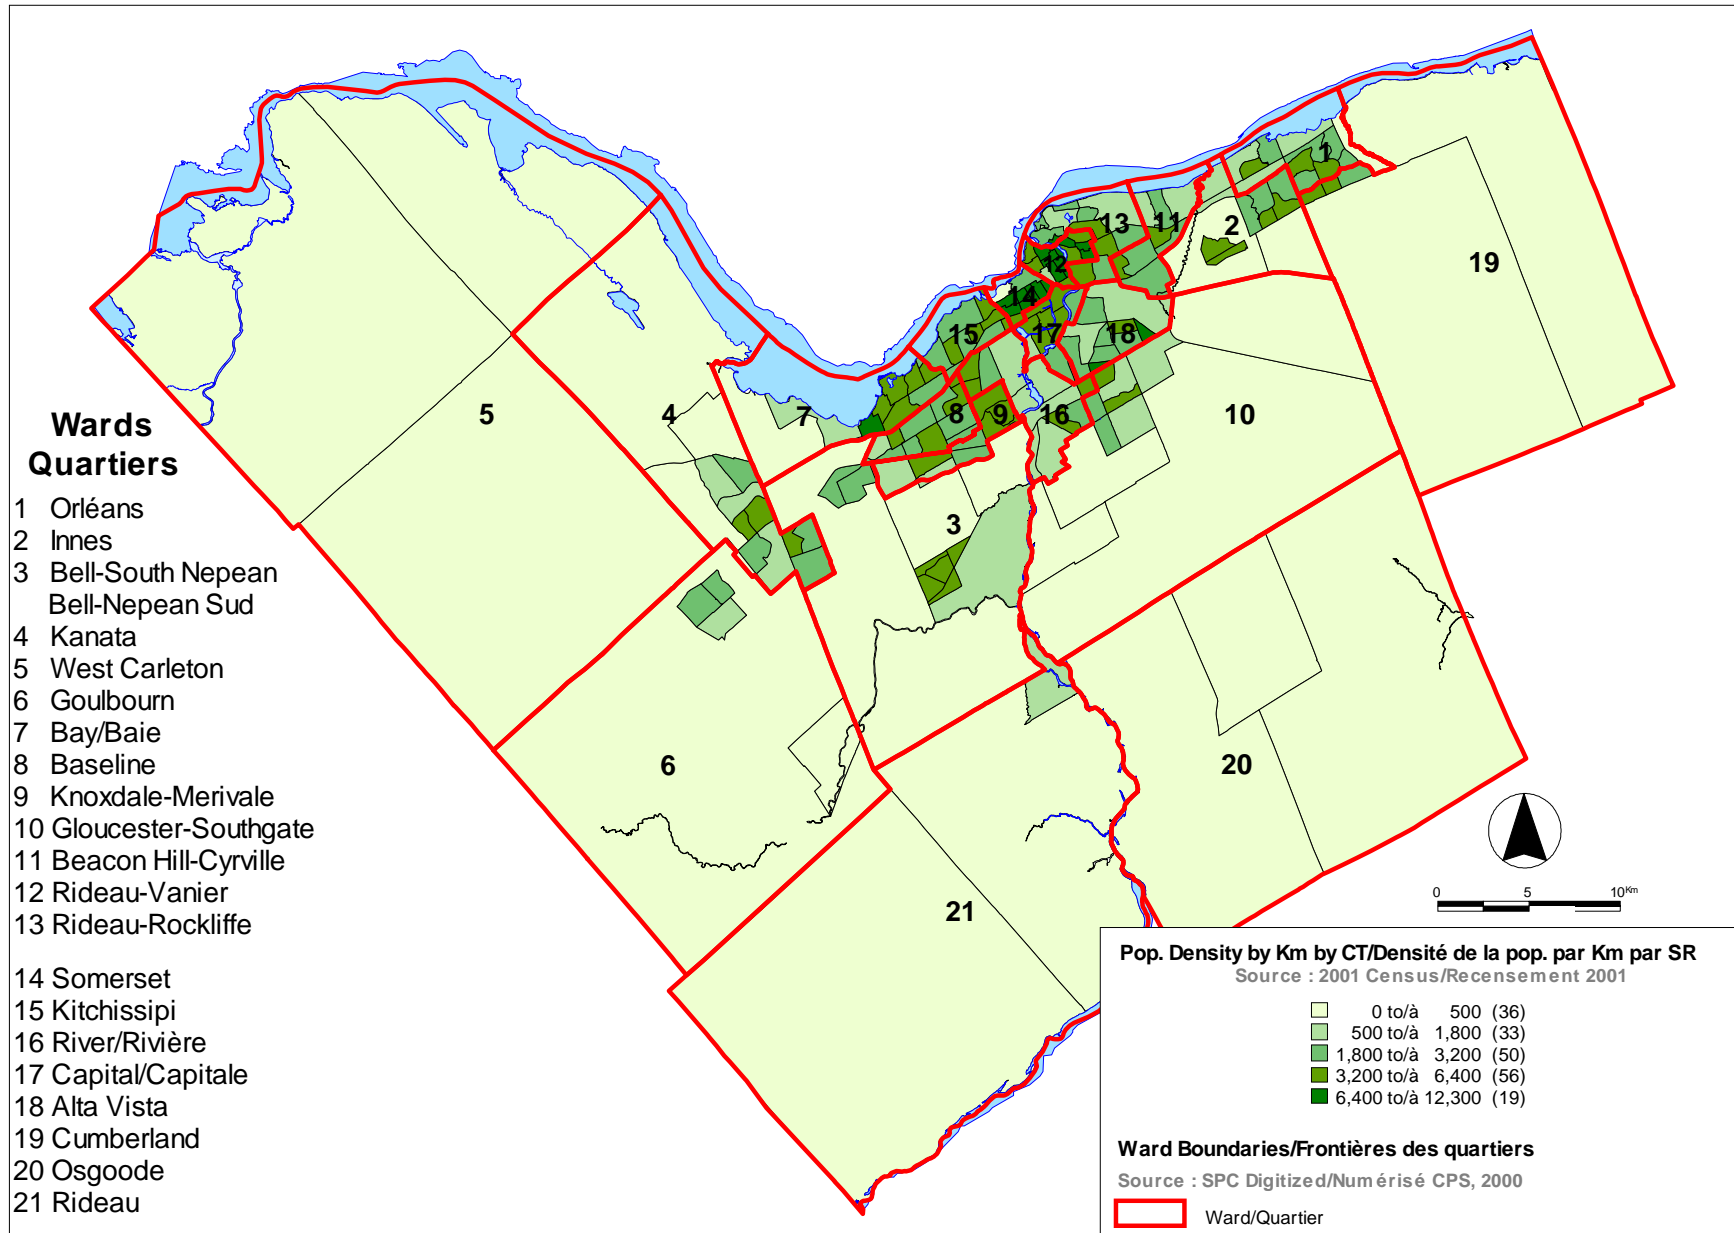 Wards
Quartiers
1 Orléans
2 Innes
3 Bell-South Nepean
Bell-Nepean Sud
4 Kanata
5 West Carleton
6 Goulbourn
7 Bay/Baie
8 Baseline
9 Knoxdale-Merivale
10 Gloucester-Southgate
11 Beacon Hill-Cyrville
12 Rideau-Vanier
13 Rideau-Rockliffe
14 Somerset
15 Kitchissipi
16 River/Rivière
17 Capital/Capitale
18 Alta Vista
19 Cumberland
20 Osgoode
21 Rideau
1
13
11
2
12
19
14
15
17
18
5
4
7
8
9
16
10
3
6
20
21
0 5 10 Km
Pop. Density by Km by CT/Densité de la pop. par Km par SR
Source : 2001 Census/Recensement 2001
0 to/à 500 (36)
500 to/à 1,800 (33)
1,800 to/à 3,200 (50)
3,200 to/à 6,400 (56)
6,400 to/à 12,300 (19)
Ward Boundaries/Frontières des quartiers
Source : SPC Digitized/Numérisé CPS, 2000
Ward/Quartier